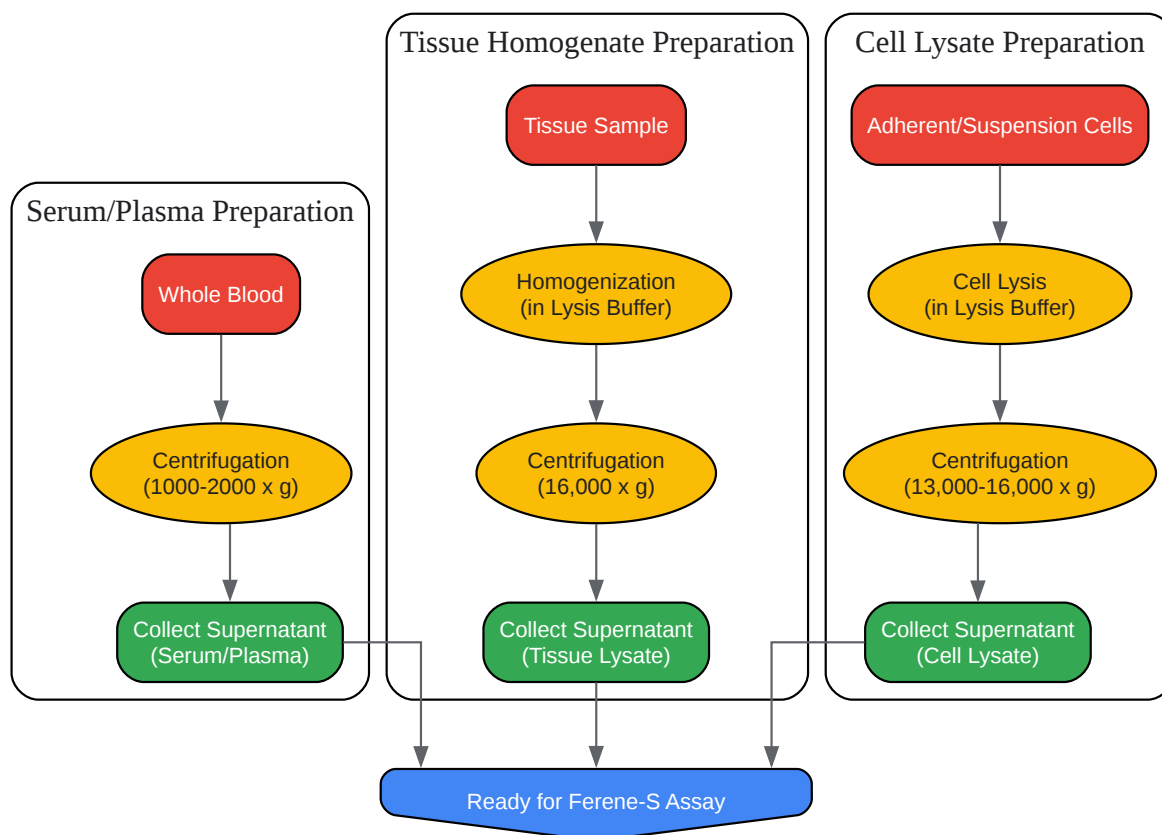 Tissue Homogenate Preparation
Tissue Sample
Homogenization
(in Lysis Buffer)
Centrifugation
(16,000 x g)
Collect Supernatant
(Tissue Lysate)
Cell Lysate Preparation
Adherent/Suspension Cells
Cell Lysis
(in Lysis Buffer)
Centrifugation
(13,000-16,000 x g)
Collect Supernatant
(Cell Lysate)
Serum/Plasma Preparation
Whole Blood
Centrifugation
(1000-2000 x g)
Collect Supernatant
(Serum/Plasma)
Ready for Ferene-S Assay